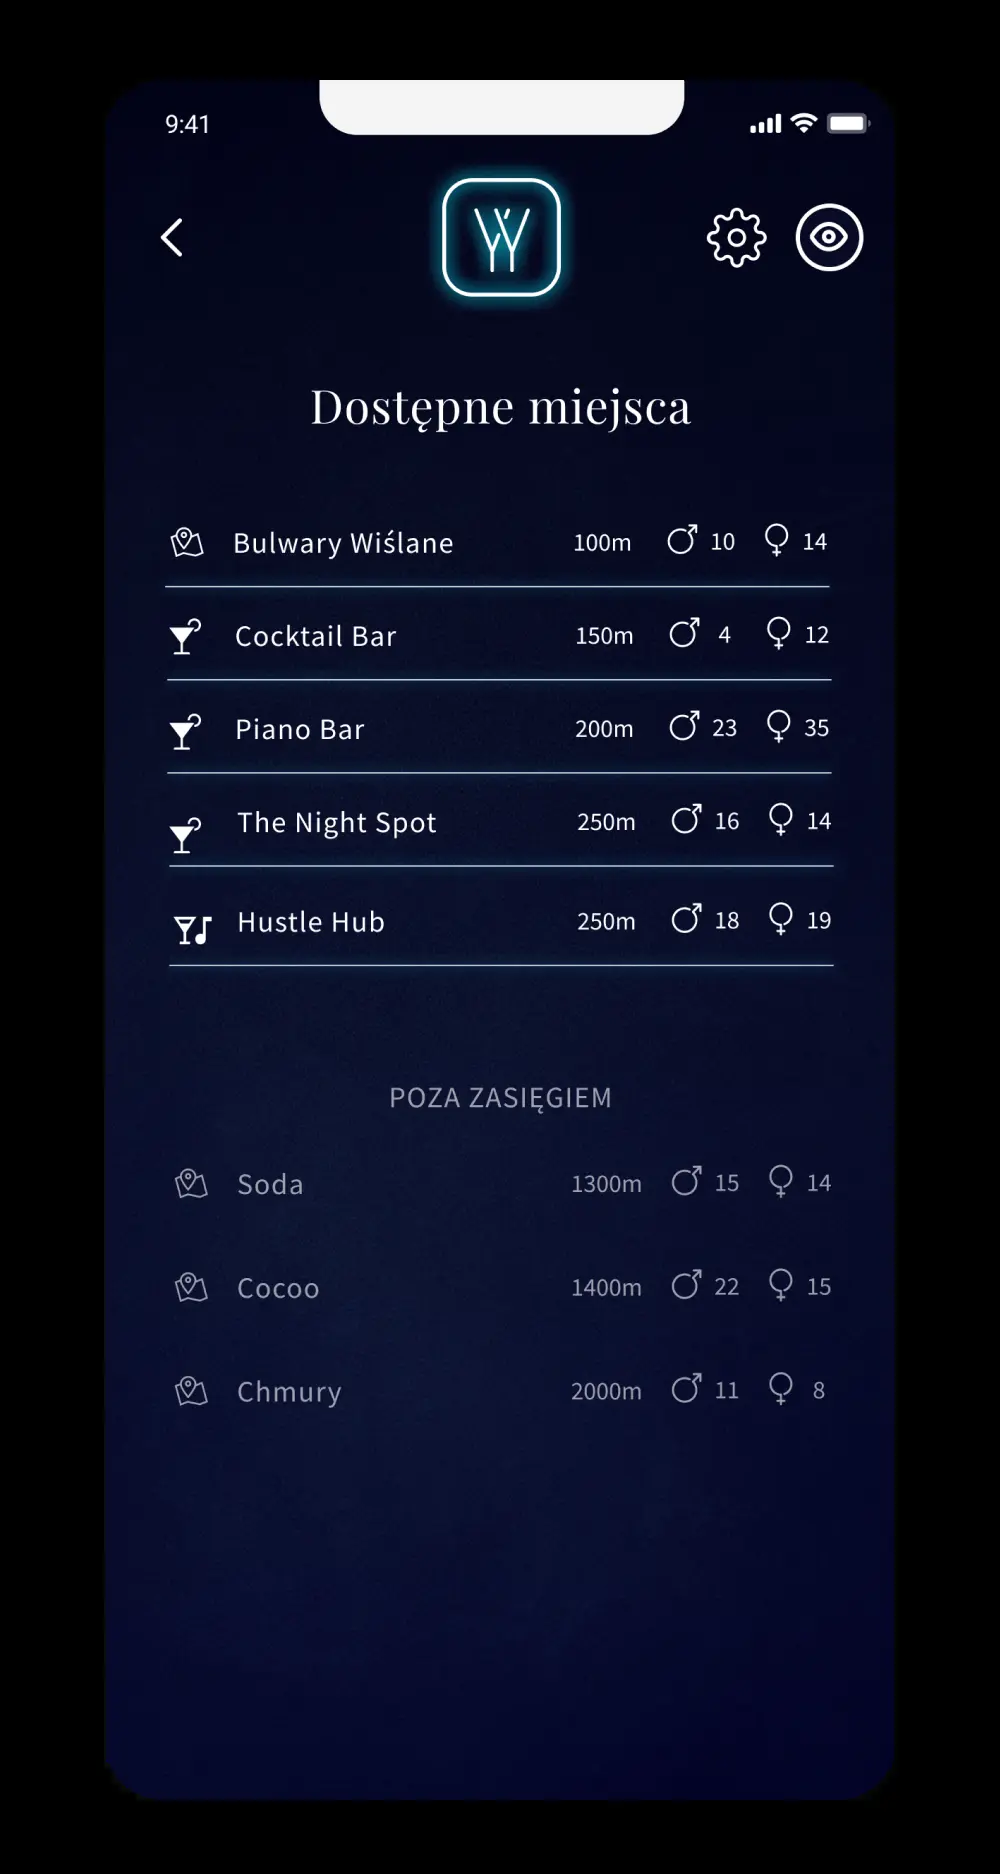 9:41
Dostępne miejsca
Bulwary Wiślane 100m 10 14
Cocktail Bar 150m 4 12
Piano Bar 200m 23 35
The Night Spot 250m 16 14
Hustle Hub 250m 18 19
POZA ZASIĘGIEM
Soda 1300m 15 14
Cocoo 1400m 22 15
Chmury 2000m 11 8